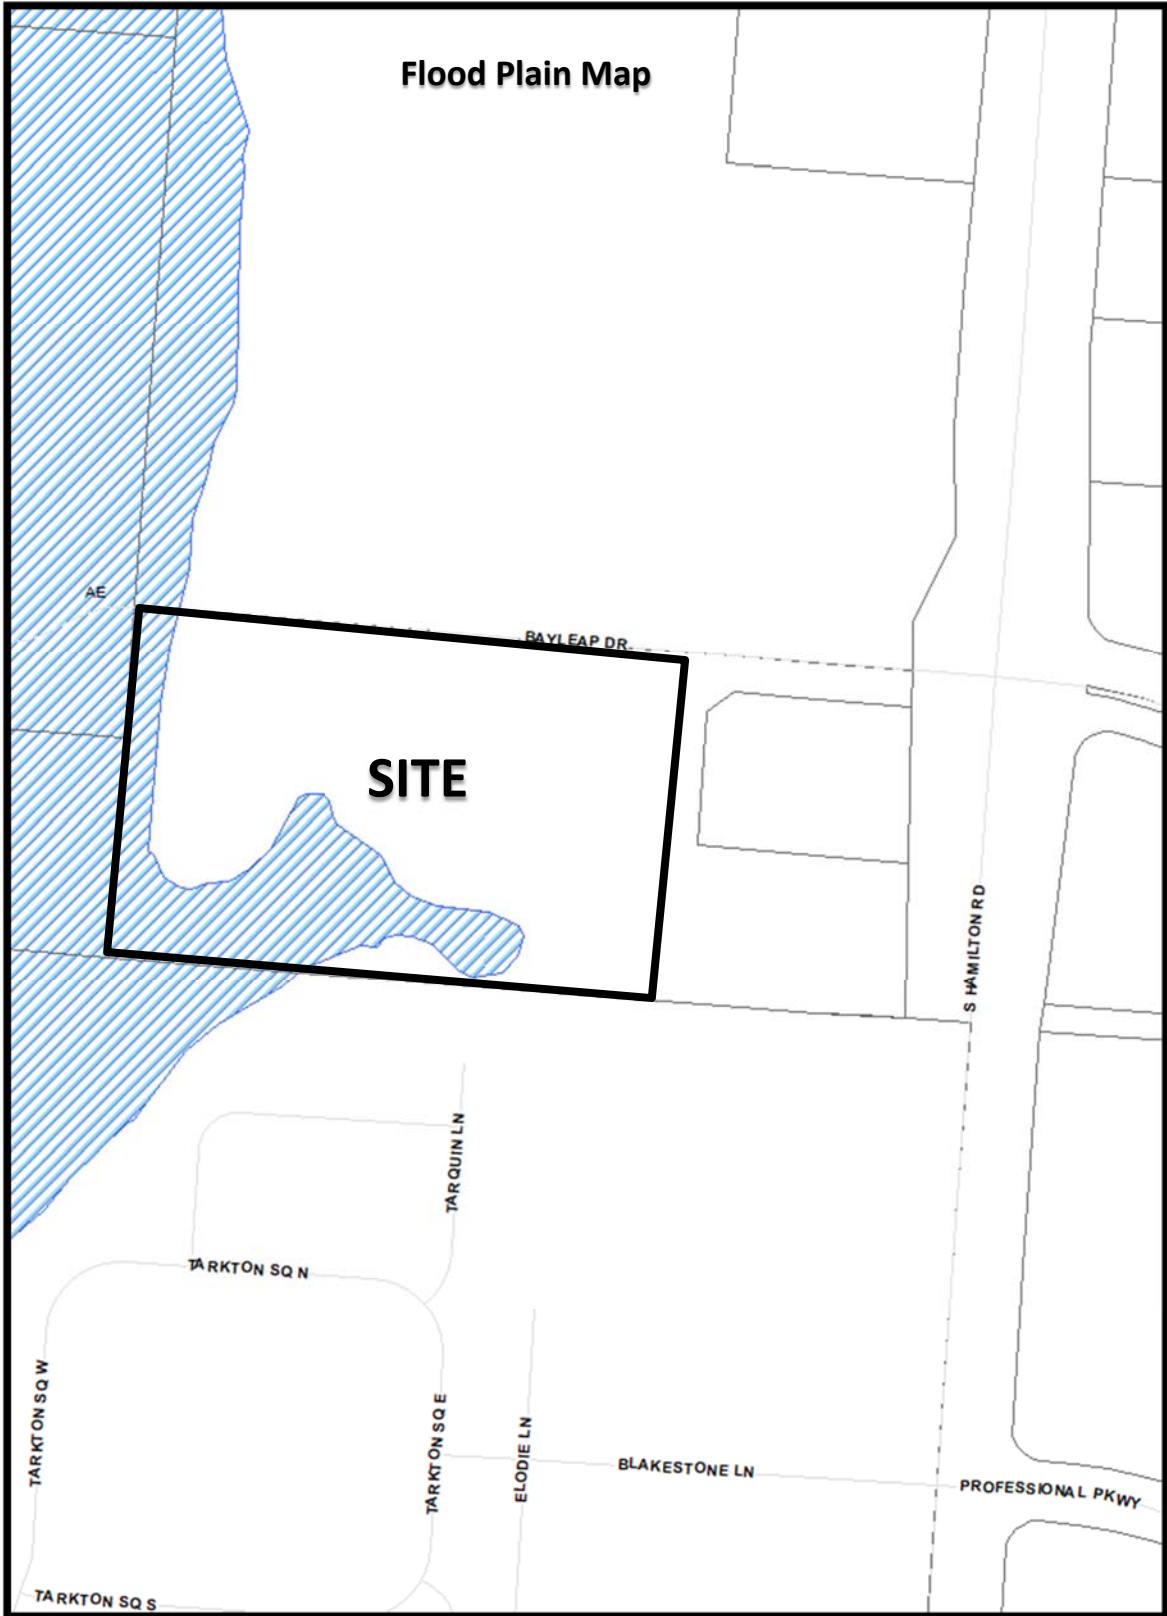 Flood Plain Map
AE
BAYLEAP DR.
SITE
S HAMILTON RD
TARQUIN LN
TARKTON SQ N
TARKTON SQ W
TARKTON SQ E
ELODIE LN
BLAKESTONE LN
PROFESSIONAL PKWY
TARKTON SQ S